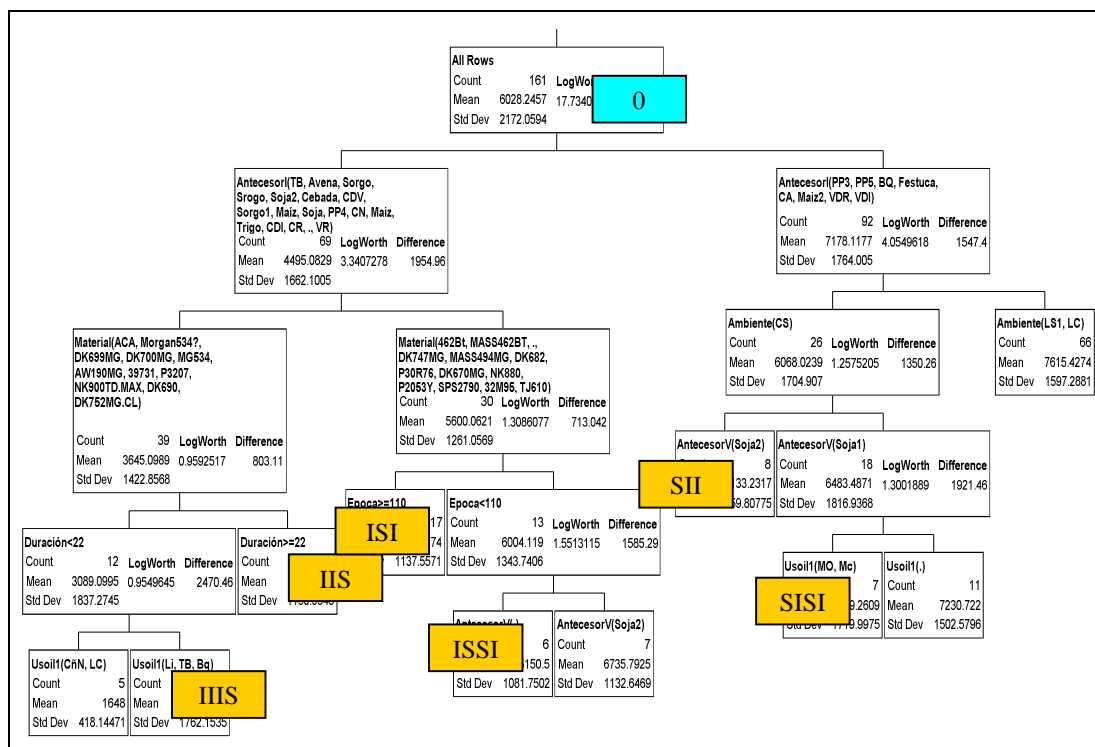 All Rows
Count 161 LogWo
Mean 6028.2457 17.7340
Std Dev 2172.0594
0
AntecesorI(TB, Avena, Sorgo,
Srogo, Soja2, Cebada, CDV,
Sorgo1, Maíz, Soja, PP4, CN, Maiz,
Trigo, CDI, CR, ., VR)
Count 69 LogWorth Difference
Mean 4495.0829 3.3407278 1954.96
Std Dev 1662.1005
AntecesorI(PP3, PP5, BQ, Festuca,
CA, Maiz2, VDR, VDI)
Count 92 LogWorth Difference
Mean 7178.1177 4.0549618 1547.4
Std Dev 1764.005
Material(ACA, Morgan534?,
DK699MG, DK700MG, MG534,
AW190MG, 39731, P3207,
NK900TD.MAX, DK690,
DK752MG.CL)
Count 39 LogWorth Difference
Mean 3645.0989 0.9592517 803.11
Std Dev 1422.8568
Material(462Bt, MASS462BT, .,
DK747MG, MASS494MG, DK682,
P30R76, DK670MG, NK880,
P2053Y, SPS2790, 32M95, TJ610)
Count 30 LogWorth Difference
Mean 5600.0621 1.3086077 713.042
Std Dev 1261.0569
Ambiente(CS)
Count 26 LogWorth Difference
Mean 6068.0239 1.2575205 1350.26
Std Dev 1704.907
Ambiente(LS1, LC)
Count 66
Mean 7615.4274
Std Dev 1597.2881
Duración<22
Count 12 LogWorth Difference
Mean 3089.0995 0.9549645 2470.46
Std Dev 1837.2745
Duración>=22
Count
Mean
Std Dev
IIS
Epoca>=110
17
74
1137.5571
ISI
Epoca<110
Count 13 LogWorth Difference
Mean 6004.119 1.5513115 1585.29
Std Dev 1343.7406
AntecesorV(Soja2)
8
33.2317
9.80775
SII
AntecesorV(Soja1)
Count 18 LogWorth Difference
Mean 6483.4871 1.3001889 1921.46
Std Dev 1816.9368
Usoil1(CñN, LC)
Count 5
Mean 1648
Std Dev 418.14471
Usoil1(Li, TB, Bq)
Count
Mean
Std Dev 1762.1535
IIIS
6
150.5
Std Dev 1081.7502
ISSI
AntecesorV(Soja2)
Count 7
Mean 6735.7925
Std Dev 1132.6469
Usoil1(MO, Mc)
7
.2609
9.9975
SISI
Usoil1(.)
Count 11
Mean 7230.722
Std Dev 1502.5796